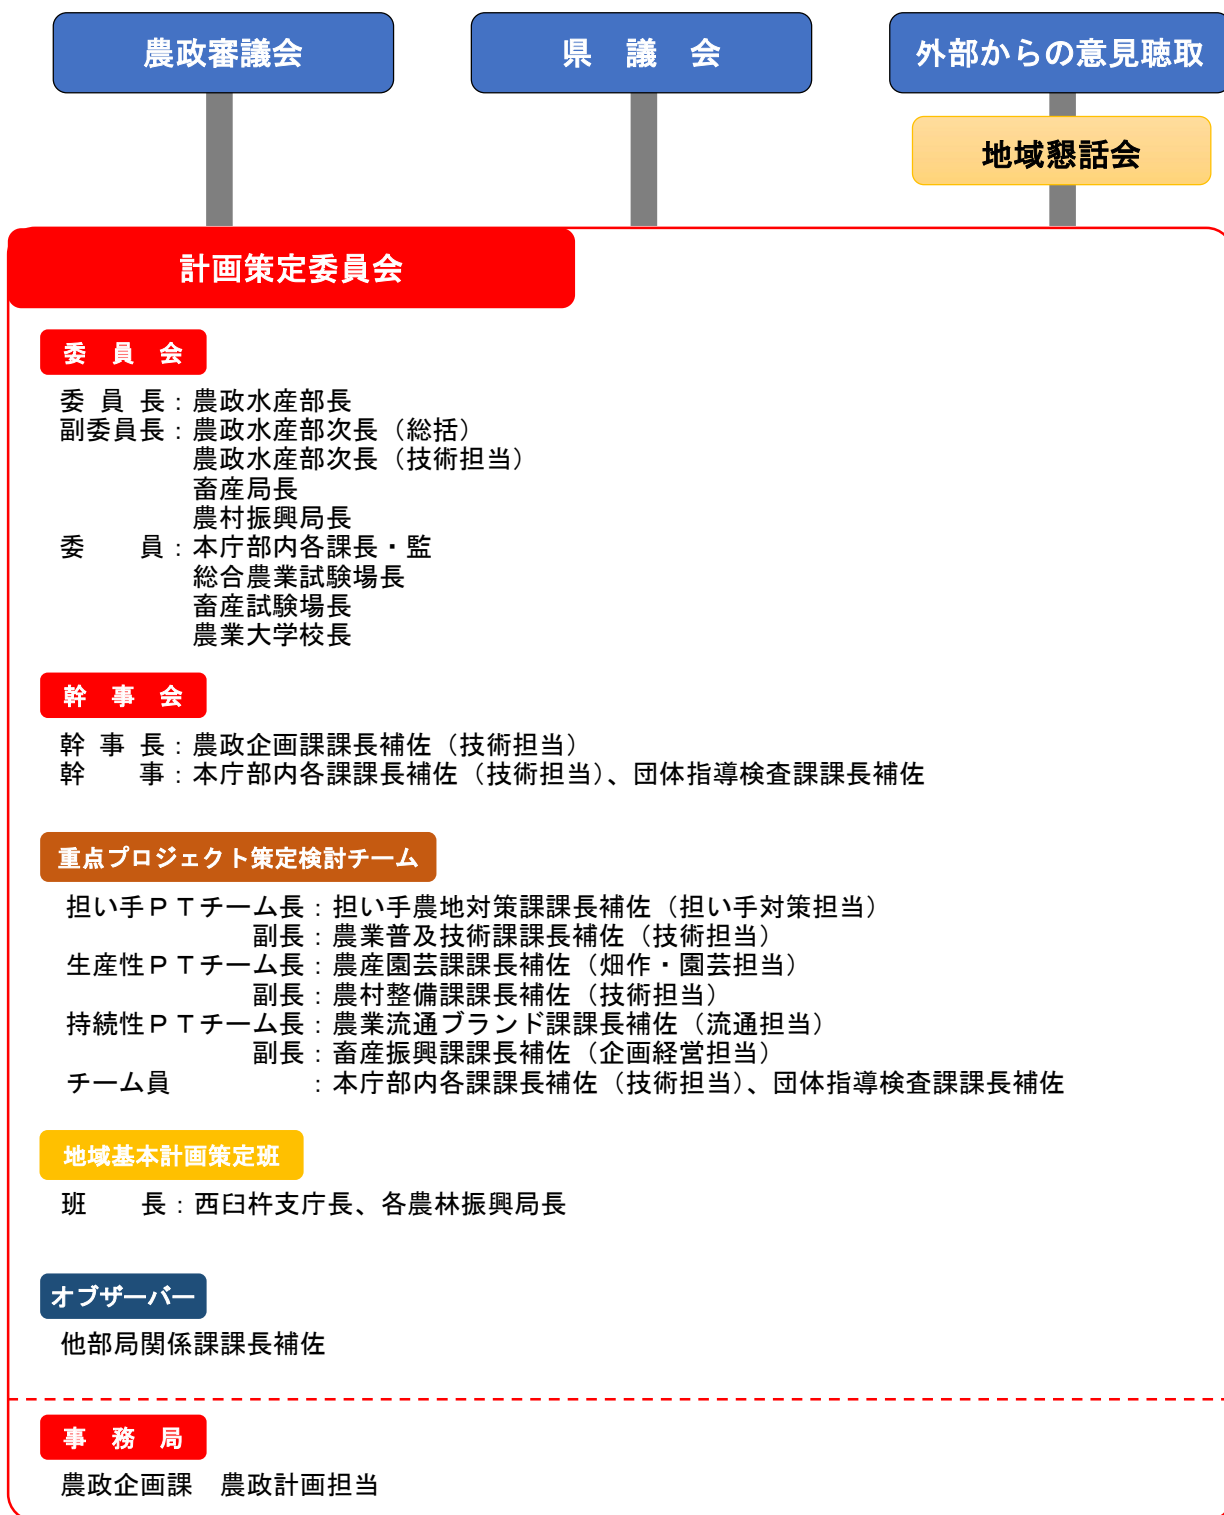 農政審議会
県　議　会
外部からの意見聴取
地域懇話会
計画策定委員会
委　員　会
委 員 長：農政水産部長
副委員長：農政水産部次長（総括）
農政水産部次長（技術担当）
畜産局長
農村振興局長
委　　員：本庁部内各課長・監
総合農業試験場長
畜産試験場長
農業大学校長
幹　事　会
幹 事 長：農政企画課課長補佐（技術担当）
幹　　事：本庁部内各課課長補佐（技術担当）、団体指導検査課課長補佐
重点プロジェクト策定検討チーム
担い手ＰＴチーム長：担い手農地対策課課長補佐（担い手対策担当）
副長：農業普及技術課課長補佐（技術担当）
生産性ＰＴチーム長：農産園芸課課長補佐（畑作・園芸担当）
副長：農村整備課課長補佐（技術担当）
持続性ＰＴチーム長：農業流通ブランド課課長補佐（流通担当）
副長：畜産振興課課長補佐（企画経営担当）
チーム員　　　　　：本庁部内各課課長補佐（技術担当）、団体指導検査課課長補佐
地域基本計画策定班
班　　長：西臼杵支庁長、各農林振興局長
オブザーバー
他部局関係課課長補佐
事　務　局
農政企画課　農政計画担当